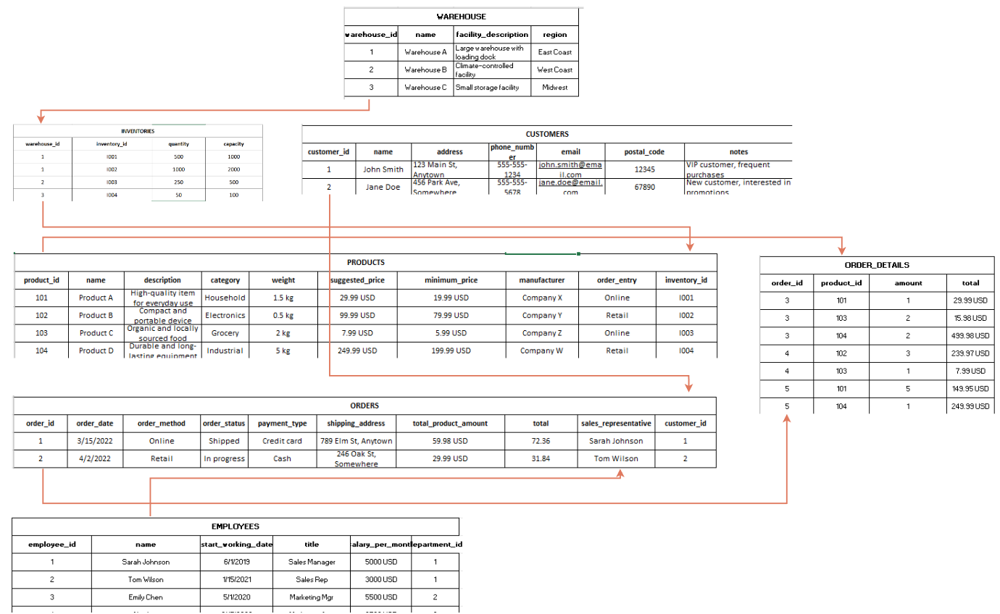 WAREHOUSE
warehouse_id name facility_description region
1 Warehouse A Large warehouse with loading dock East Coast
2 Warehouse B Climate-controlled facility West Coast
3 Warehouse C Small storage facility Midwest
INVENTORIES
warehouse_id inventory_id quantity capacity
1 I001 500 1000
1 I002 1000 2000
2 I003 250 500
3 I004 50 100
CUSTOMERS
customer_id name address phone_number email postal_code notes
1 John Smith 123 Main St, Anytown 555-555-1234 john.smith@email.com 12345 VIP customer, frequent purchases
2 Jane Doe 456 Park Ave, Somewhere 555-555-5678 jane.doe@email.com 67890 New customer, interested in promotions
PRODUCTS
product_id name description category weight suggested_price minimum_price manufacturer order_entry inventory_id
101 Product A High-quality item for everyday use Household 1.5 kg 29.99 USD 19.99 USD Company X Online I001
102 Product B Compact and portable device Electronics 0.5 kg 99.99 USD 79.99 USD Company Y Retail I002
103 Product C Organic and locally sourced food Grocery 2 kg 7.99 USD 5.99 USD Company Z Online I003
104 Product D Durable and long-lasting equipment Industrial 5 kg 249.99 USD 199.99 USD Company W Retail I004
ORDER_DETAILS
order_id product_id amount total
3 101 1 29.99 USD
3 103 2 15.98 USD
3 104 2 499.98 USD
4 102 3 239.97 USD
4 103 1 7.99 USD
5 101 5 149.95 USD
5 104 1 249.99 USD
ORDERS
order_id order_date order_method order_status payment_type shipping_address total_product_amount total sales_representative customer_id
1 3/15/2022 Online Shipped Credit card 789 Elm St, Anytown 59.98 USD 72.36 Sarah Johnson 1
2 4/2/2022 Retail In progress Cash 246 Oak St, Somewhere 29.99 USD 31.84 Tom Wilson 2
EMPLOYEES
employee_id name start_working_date title alary_per_mont epartment_id
1 Sarah Johnson 6/1/2019 Sales Manager 5000 USD 1
2 Tom Wilson 1/15/2021 Sales Rep 3000 USD 1
3 Emily Chen 5/1/2020 Marketing Mgr 5500 USD 2